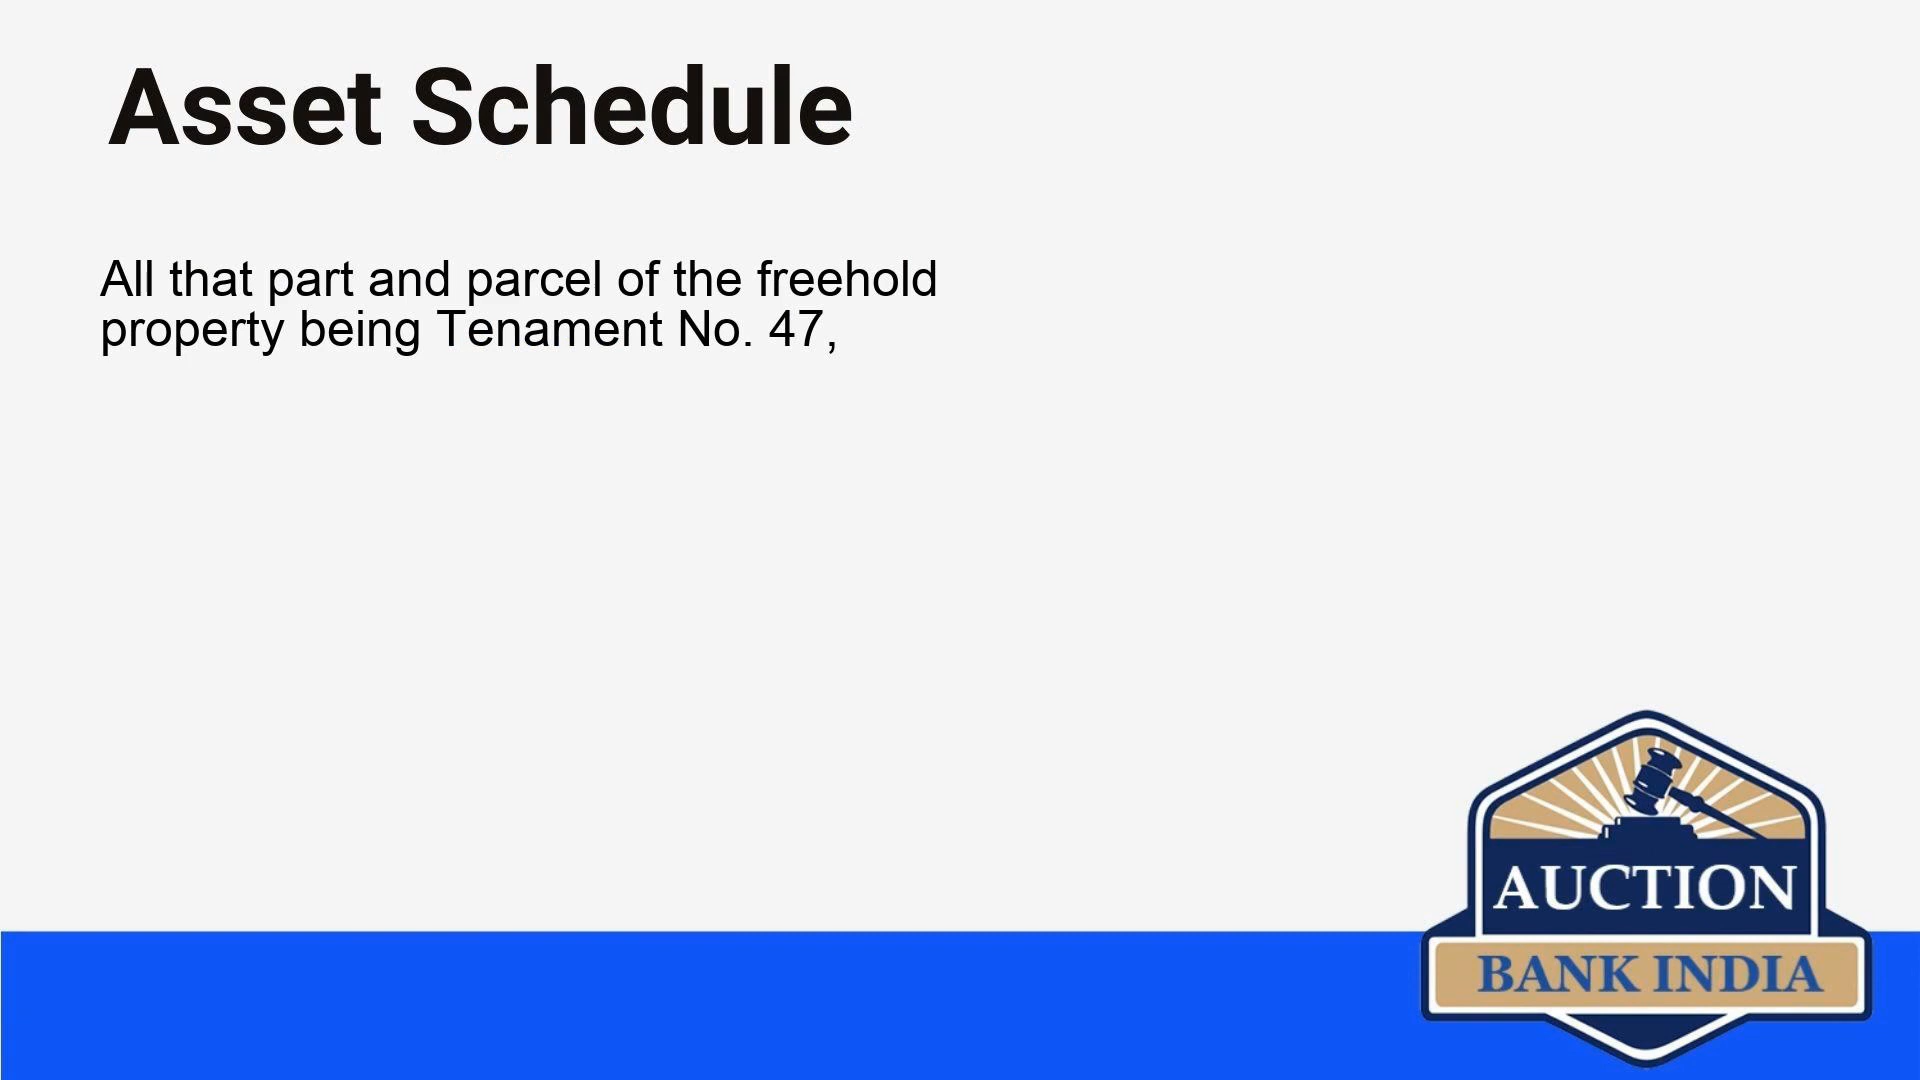 Asset Schedule
All that part and parcel of the freehold
property being Tenament No. 47,
AUCTION
BANK INDIA